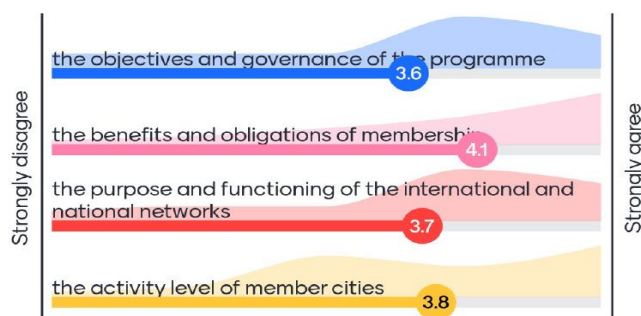 Strongly disagree
the objectives and governance of the programme
3.6
the benefits and obligations of membership
4.1
the purpose and functioning of the international and
national networks
3.7
the activity level of member cities
3.8
Strongly agree